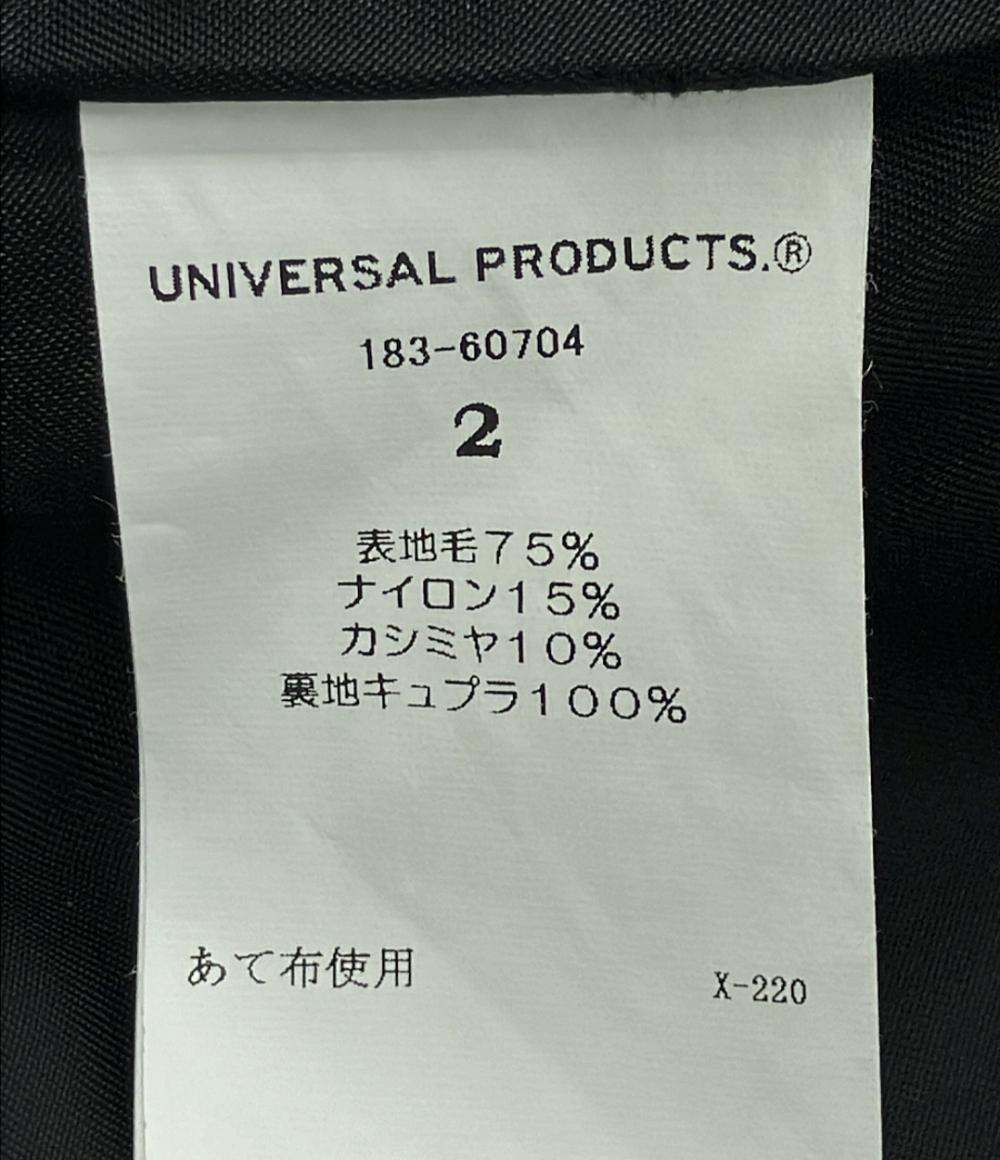 UNIVERSAL PRODUCTS.®
183-60704
2
表地毛75%
ナイロン15%
カシミヤ10%
裏地キュプラ100%
あて布使用
X-220